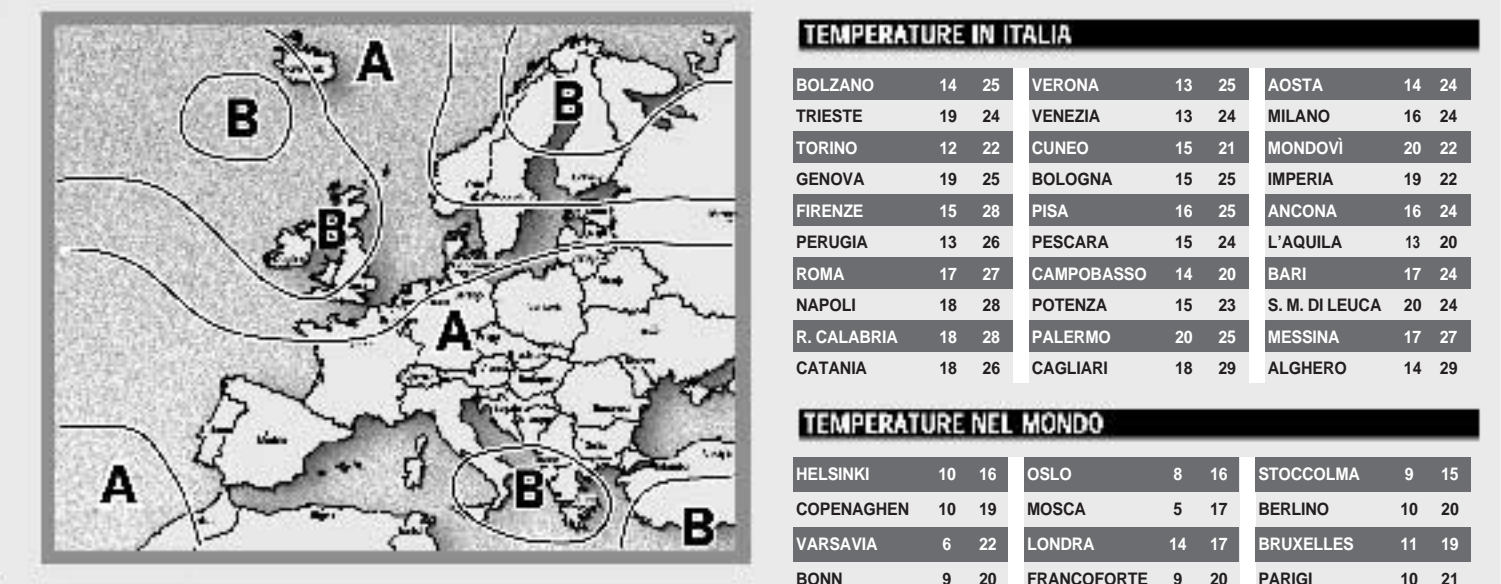 A
B
B
B
A
A
B
B
TEMPERATURE IN ITALIA
BOLZANO 14 25 VERONA 13 25 AOSTA 14 24
TRIESTE 19 24 VENEZIA 13 24 MILANO 16 24
TORINO 12 22 CUNEO 15 21 MONDOVÌ 20 22
GENOVA 19 25 BOLOGNA 15 25 IMPERIA 19 22
FIRENZE 15 28 PISA 16 25 ANCONA 16 24
PERUGIA 13 26 PESCARA 15 24 L'AQUILA 13 20
ROMA 17 27 CAMPOBASSO 14 20 BARI 17 24
NAPOLI 18 28 POTENZA 15 23 S. M. DI LEUCA 20 24
R. CALABRIA 18 28 PALERMO 20 25 MESSINA 17 27
CATANIA 18 26 CAGLIARI 18 29 ALGHERO 14 29
TEMPERATURE NEL MONDO
HELSINKI 10 16 OSLO 8 16 STOCCOLMA 9 15
COPENAGHEN 10 19 MOSCA 5 17 BERLINO 10 20
VARSAVIA 6 22 LONDRA 14 17 BRUXELLES 11 19
BONN 9 20 FRANCOFORTE 9 20 PARIGI 10 21